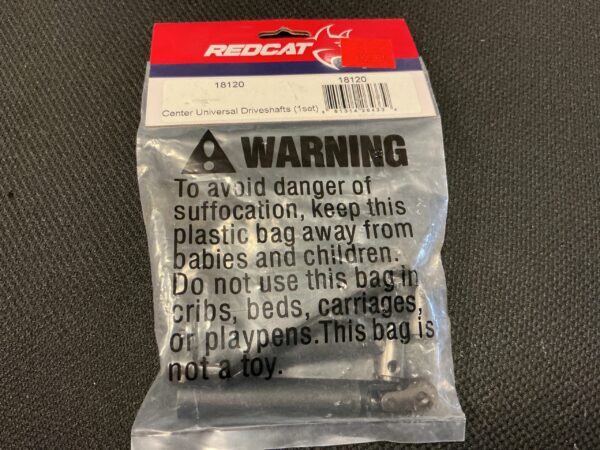 REDCAT
18120 18120
Center Universal Driveshafts (1set)
WARNING
To avoid danger of
suffocation, keep this
plastic bag away from
babies and children.
Do not use this bag in
cribs, beds, carriages,
or playpens.This bag is
not a toy.